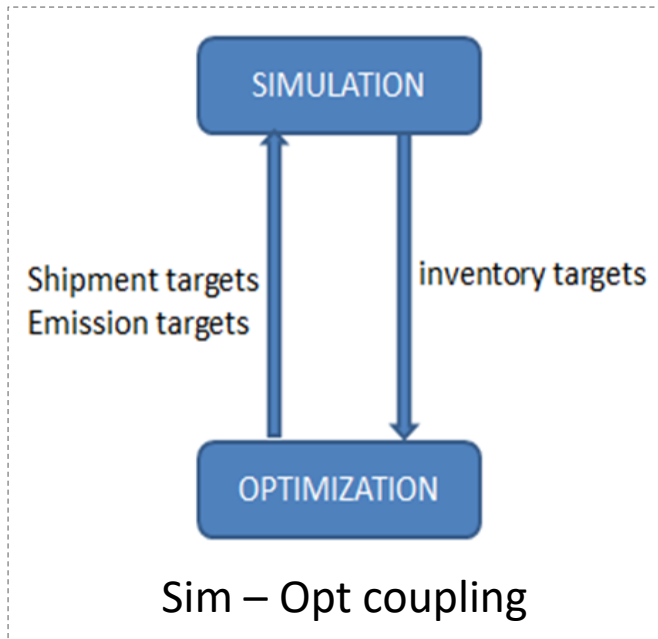 SIMULATION
Shipment targets
Emission targets
inventory targets
OPTIMIZATION
Sim – Opt coupling